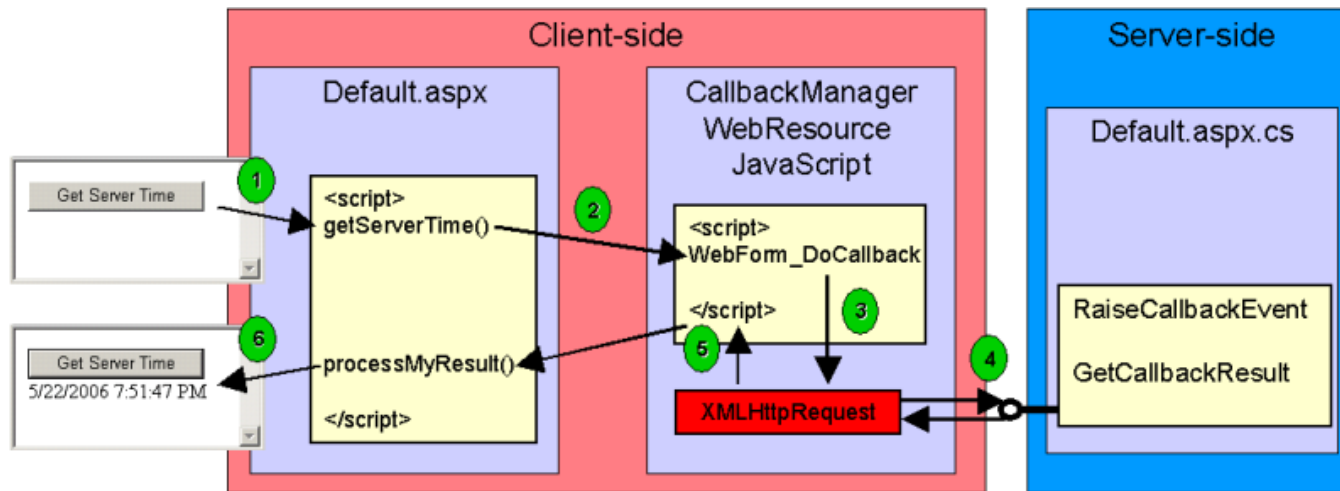 Client-side
Server-side
Default.aspx
CallbackManager
WebResource
JavaScript
Default.aspx.cs
1
Get Server Time
<script>
getServerTime()
2
<script>
WebForm_DoCallback
3
</script>
RaiseCallbackEvent
GetCallbackResult
6
Get Server Time
5/22/2006 7:51:47 PM
processMyResult()
</script>
5
4
XMLHttpRequest